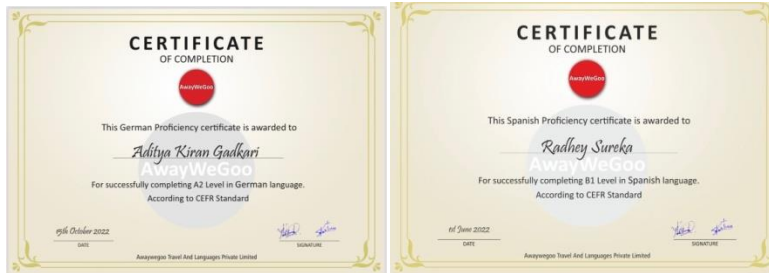 CERTIFICATE
OF COMPLETION
AwayWeGoo
This German Proficiency certificate is awarded to
Aditya Kiran Gadkari
AwayWeGoo
For successfully completing A2 Level in German language.
According to CEFR Standard
15th October 2022
DATE
SIGNATURE
Awaywegoo Travel And Languages Private Limited
CERTIFICATE
OF COMPLETION
AwayWeGoo
This Spanish Proficiency certificate is awarded to
Radhey Sureka
AwayWeGoo
For successfully completing B1 Level in Spanish language.
According to CEFR Standard
June 2022
DATE
SIGNATURE
Awaywegoo Travel And Languages Private Limited